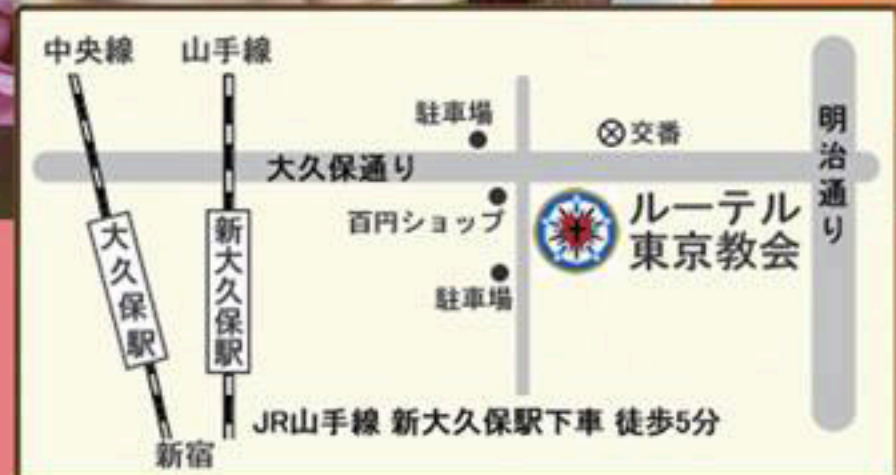 中央線
山手線
駐車場
交番
明治通り
大久保通り
百円ショップ
ルーテル
東京教会
大久保駅
新大久保駅
駐車場
JR山手線 新大久保駅下車 徒歩5分
新宿